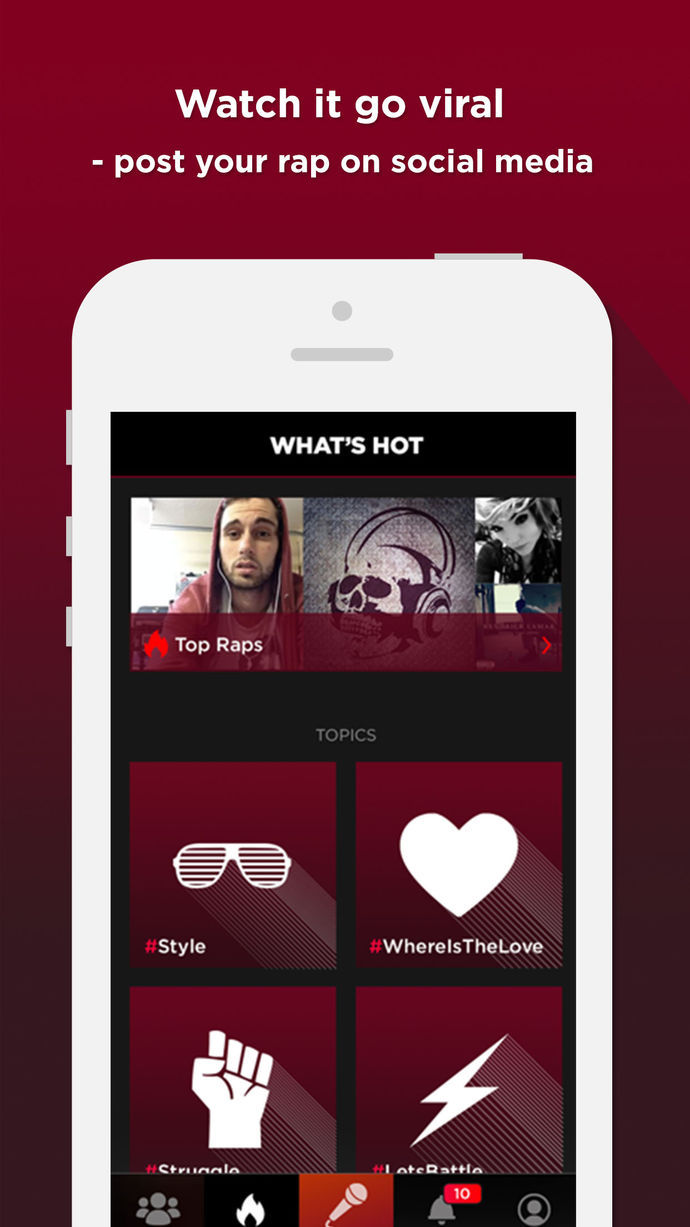 Watch it go viral
- post your rap on social media
WHAT'S HOT
Top Raps
TOPICS
#Style
#WhereIsTheLove
#Struggle
#LetsBattle
10